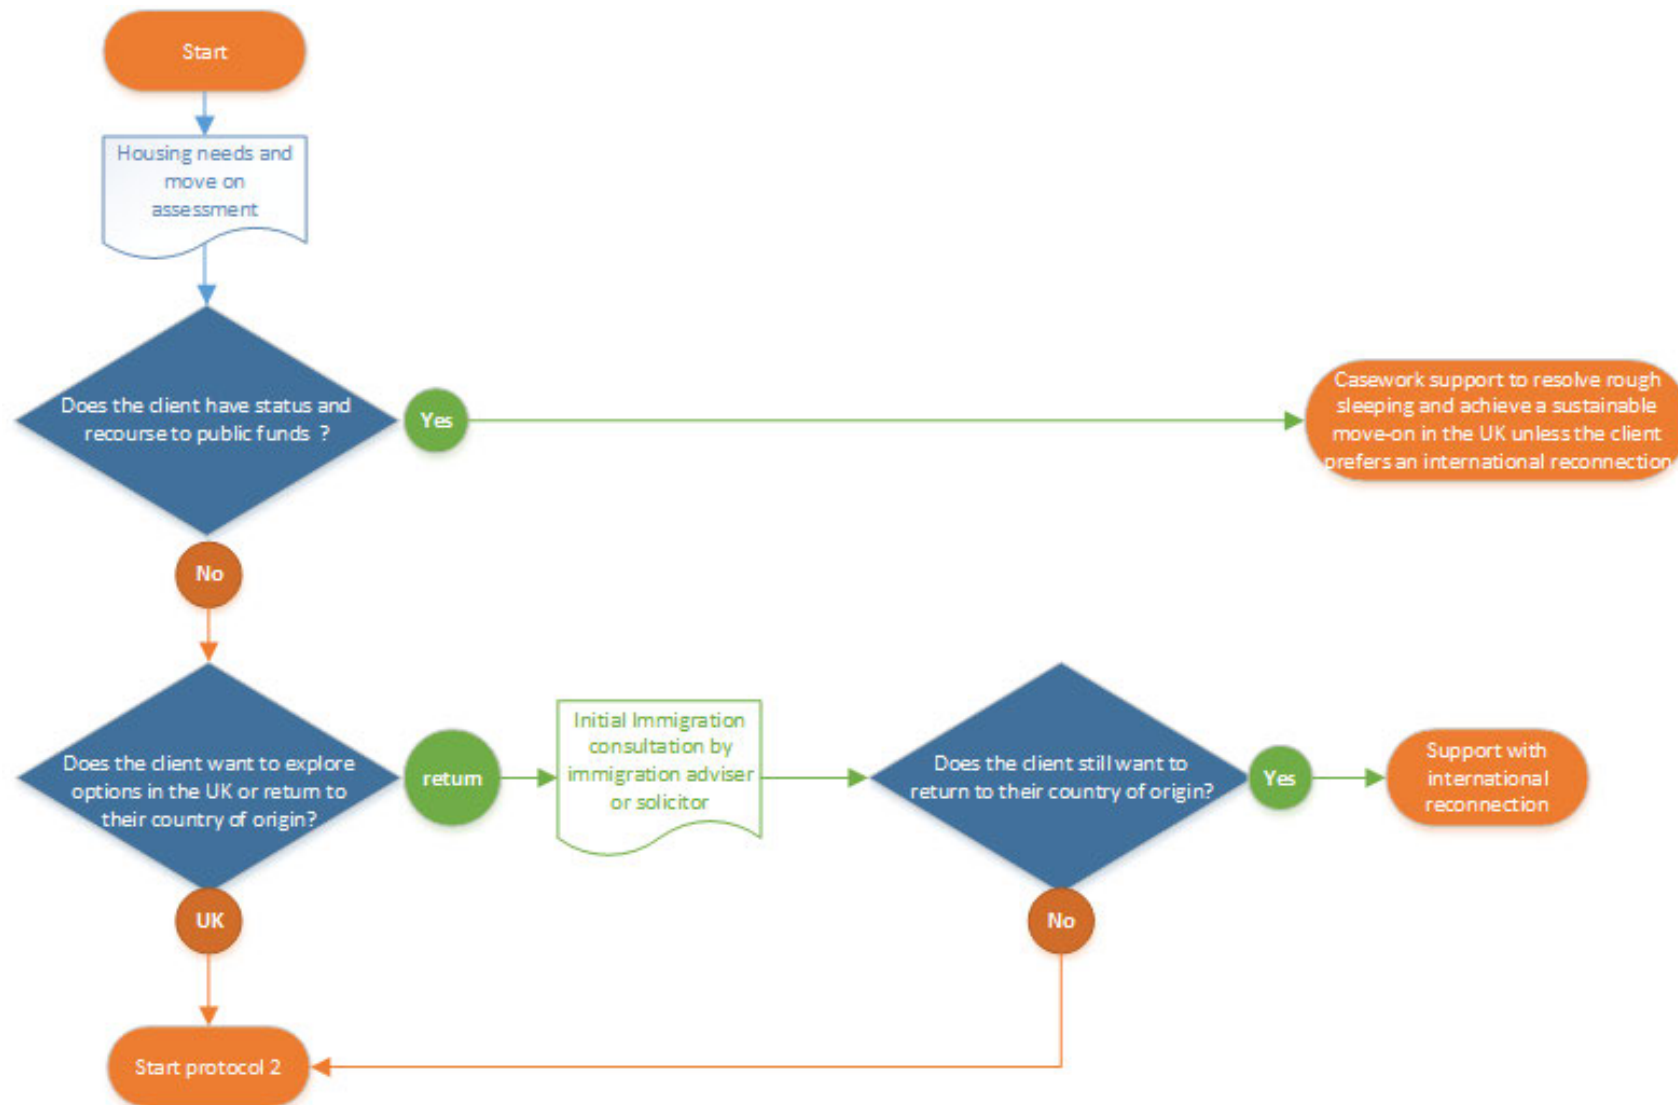 Start
Housing needs and
move on
assessment
Does the client have status and
recourse to public funds ?
Yes
Casework support to resolve rough
sleeping and achieve a sustainable
move-on in the UK unless the client
prefers an international reconnection
No
Does the client want to explore
options in the UK or return to
their country of origin?
return
Initial Immigration
consultation by
immigration adviser
or solicitor
Does the client still want to
return to their country of origin?
Yes
Support with
international
reconnection
UK
No
Start protocol 2